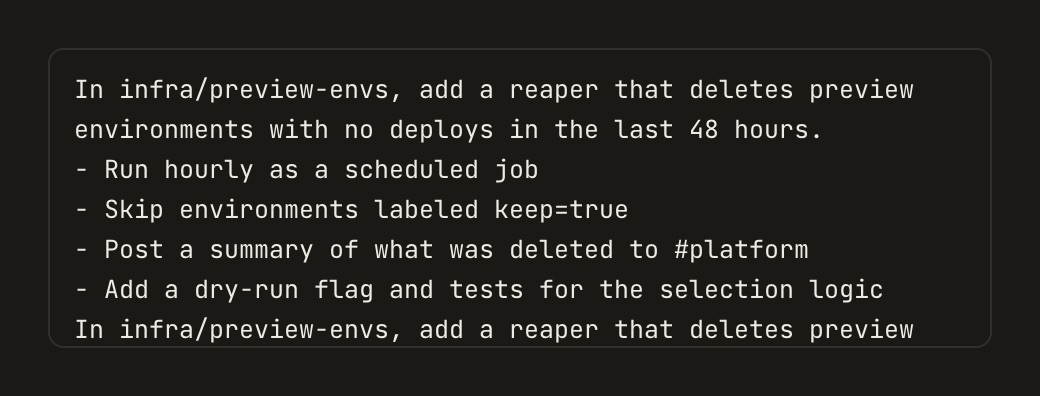 In infra/preview-envs, add a reaper that deletes preview
environments with no deploys in the last 48 hours.
- Run hourly as a scheduled job
- Skip environments labeled keep=true
- Post a summary of what was deleted to #platform
- Add a dry-run flag and tests for the selection logic
In infra/preview-envs, add a reaper that deletes preview